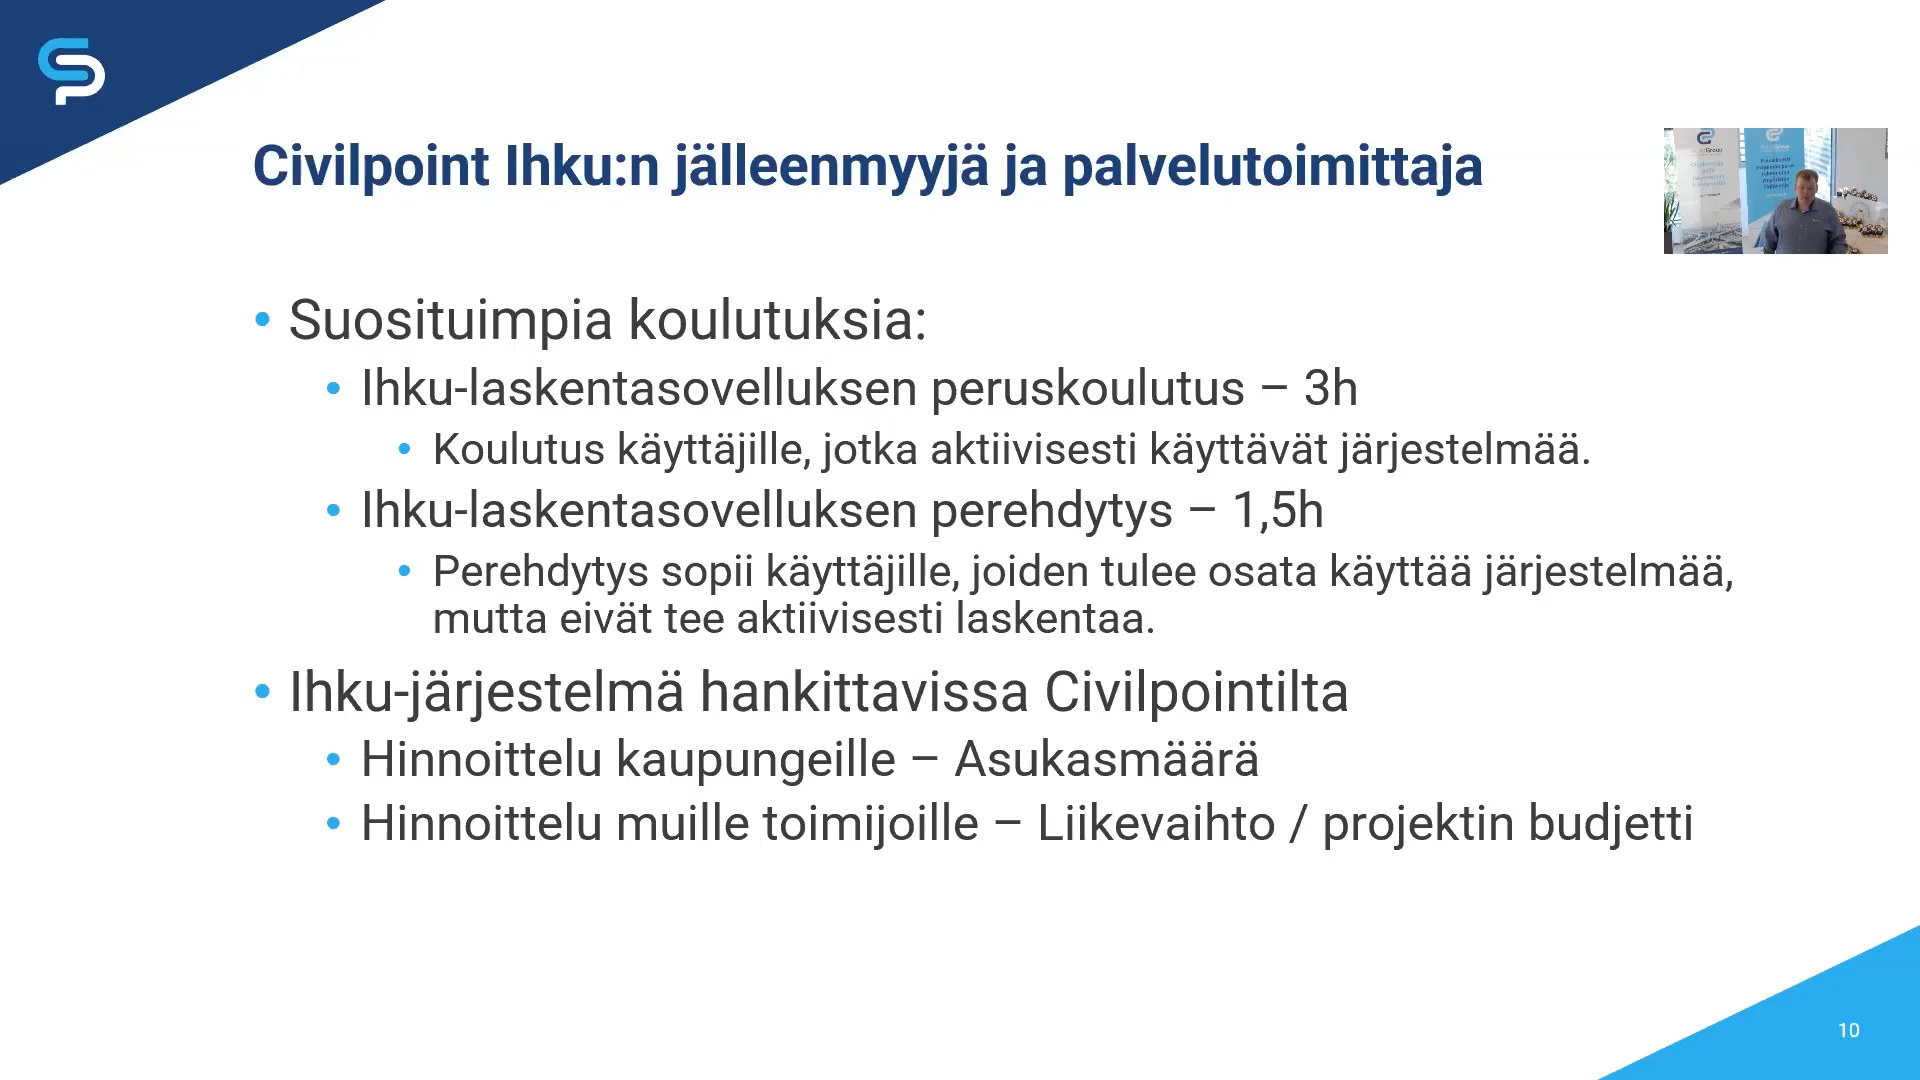 Civilpoint Ihku:n jälleenmyyjä ja palvelutoimittaja
• Suosituimpia koulutuksia:
• Ihku-laskentasovelluksen peruskoulutus – 3h
• Koulutus käyttäjille, jotka aktiivisesti käyttävät järjestelmää.
• Ihku-laskentasovelluksen perehdytys – 1,5h
• Perehdytys sopii käyttäjille, joiden tulee osata käyttää järjestelmää,
mutta eivät tee aktiivisesti laskentaa.
• Ihku-järjestelmä hankittavissa Civilpointilta
• Hinnoittelu kaupungeille – Asukasmäärä
• Hinnoittelu muille toimijoille – Liikevaihto / projektin budjetti
10